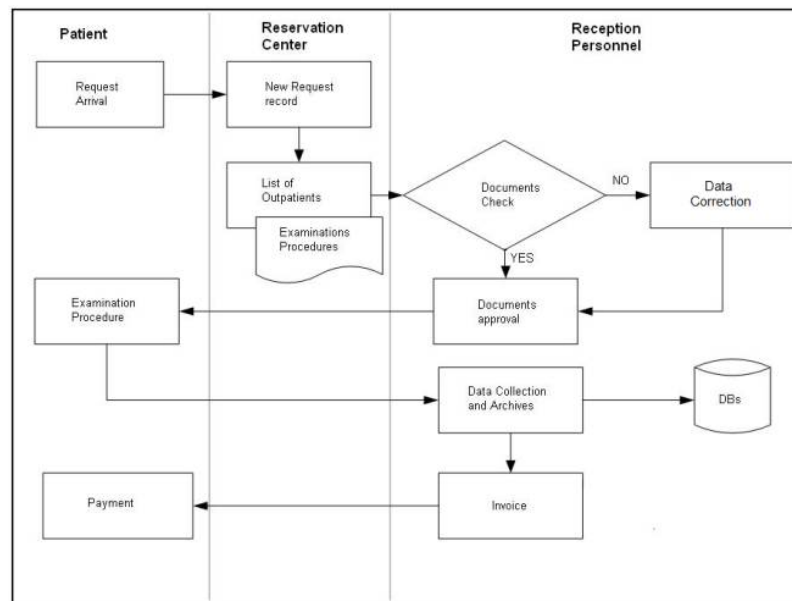 Patient
Reservation
Center
Reception
Personnel
Request
Arrival
New Request
record
List of
Outpatients
Examinations
Procedures
Documents
Check
NO
Data
Correction
YES
Examination
Procedure
Documents
approval
Data Collection
and Archives
DBs
Payment
Invoice